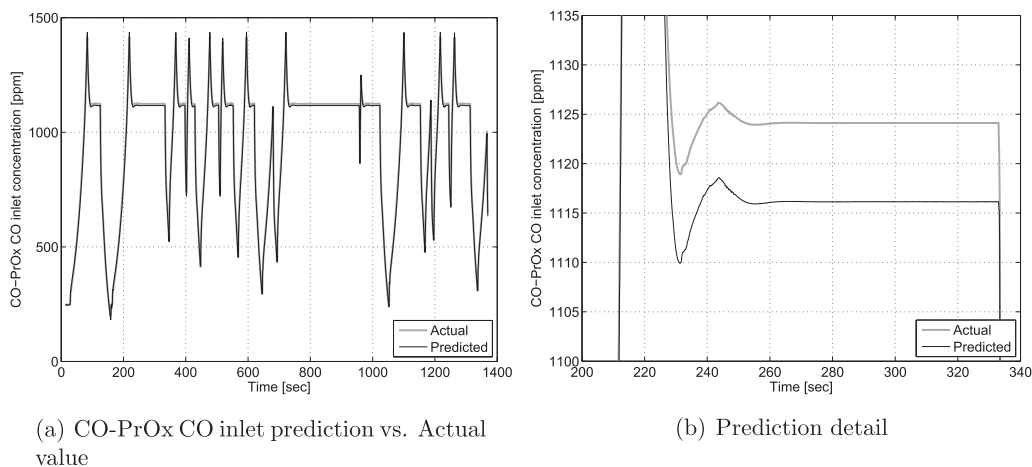 CO−PrOx CO inlet concentration [ppm]
1500
1000
500
0
0 200 400 600 800 1000 1200 1400
Time [sec]
Actual
Predicted
(a) CO-PrOx CO inlet prediction vs. Actual
value
CO−PrOx CO inlet concentration [ppm]
1135
1130
1125
1120
1115
1110
1105
1100
200 220 240 260 280 300 320 340
Time [sec]
Actual
Predicted
(b) Prediction detail